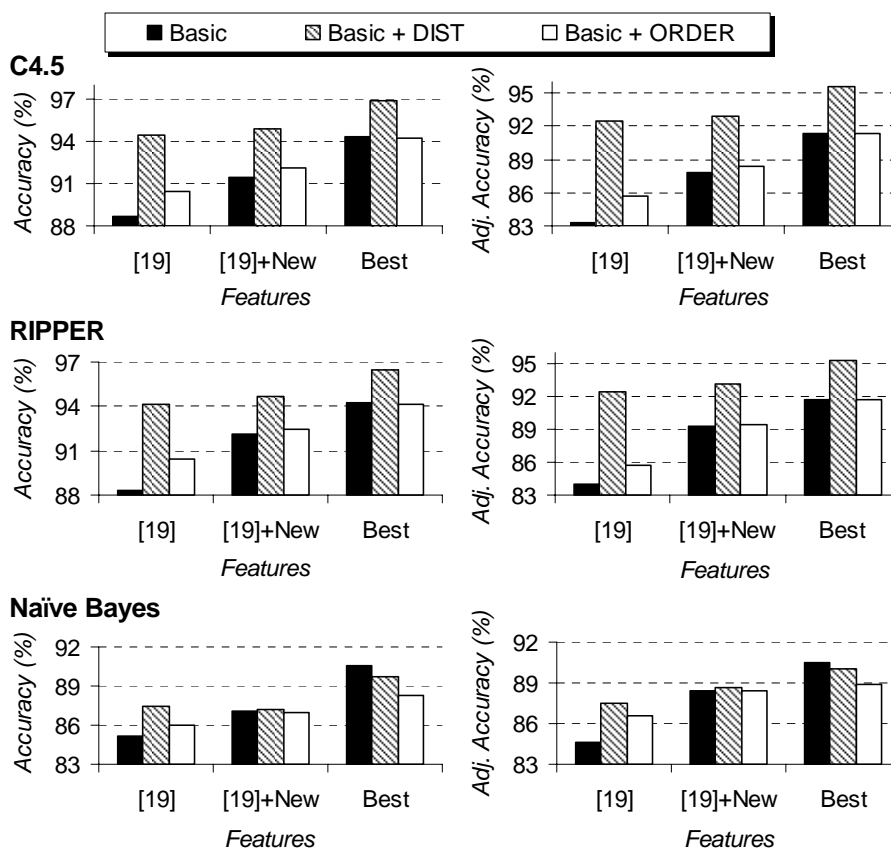 Basic Basic + DIST Basic + ORDER
C4.5
Accuracy (%)
97
94
91
88
[19] [19]+New Best
Features
Adj. Accuracy (%)
95
92
89
86
83
[19] [19]+New Best
Features
RIPPER
Accuracy (%)
97
94
91
88
[19] [19]+New Best
Features
Adj. Accuracy (%)
95
92
89
86
83
[19] [19]+New Best
Features
Naïve Bayes
Accuracy (%)
92
89
86
83
[19] [19]+New Best
Features
Adj. Accuracy (%)
92
89
86
83
[19] [19]+New Best
Features